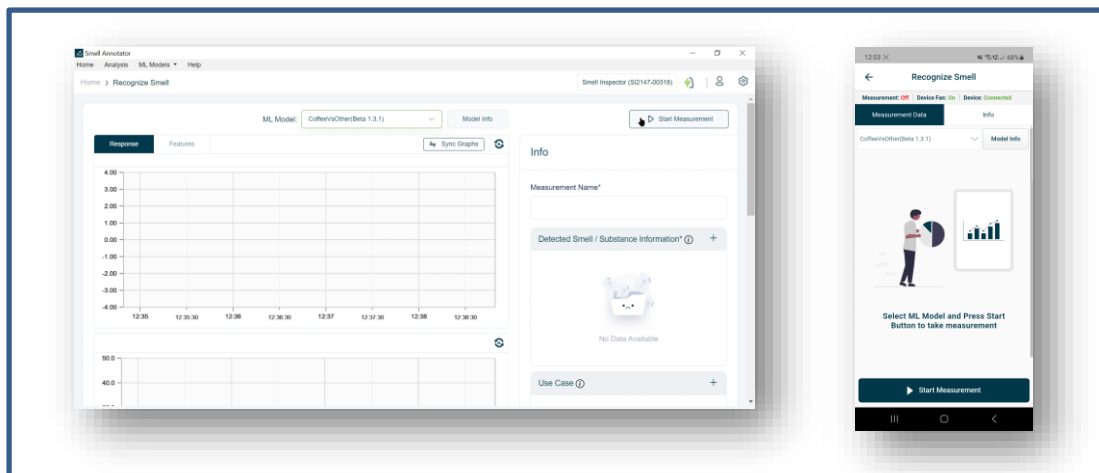 Smell Annotator
Home Analysis ML Models Help
Home > Recognize Smell
Smell Inspector (SI2147-00318)
ML Model:
CoffeeVsOther(Beta 1.3.1)
Model Info
Start Measurement
Response
Features
Sync Graphs
4.00
3.00
2.00
1.00
0.00
-1.00
-2.00
-3.00
-4.00
12:35 12:35:30 12:36 12:36:30 12:37 12:37:30 12:38 12:38:30
50.0
40.0
Info
Measurement Name*
Detected Smell / Substance Information*
No Data Available
Use Case
12:53
68%
Recognize Smell
Measurement: Off | Device Fan: On | Device: Connected
Measurement Data
Info
CoffeeVsOther(Beta 1.3.1)
Model Info
Select ML Model and Press Start
Button to take measurement
Start Measurement